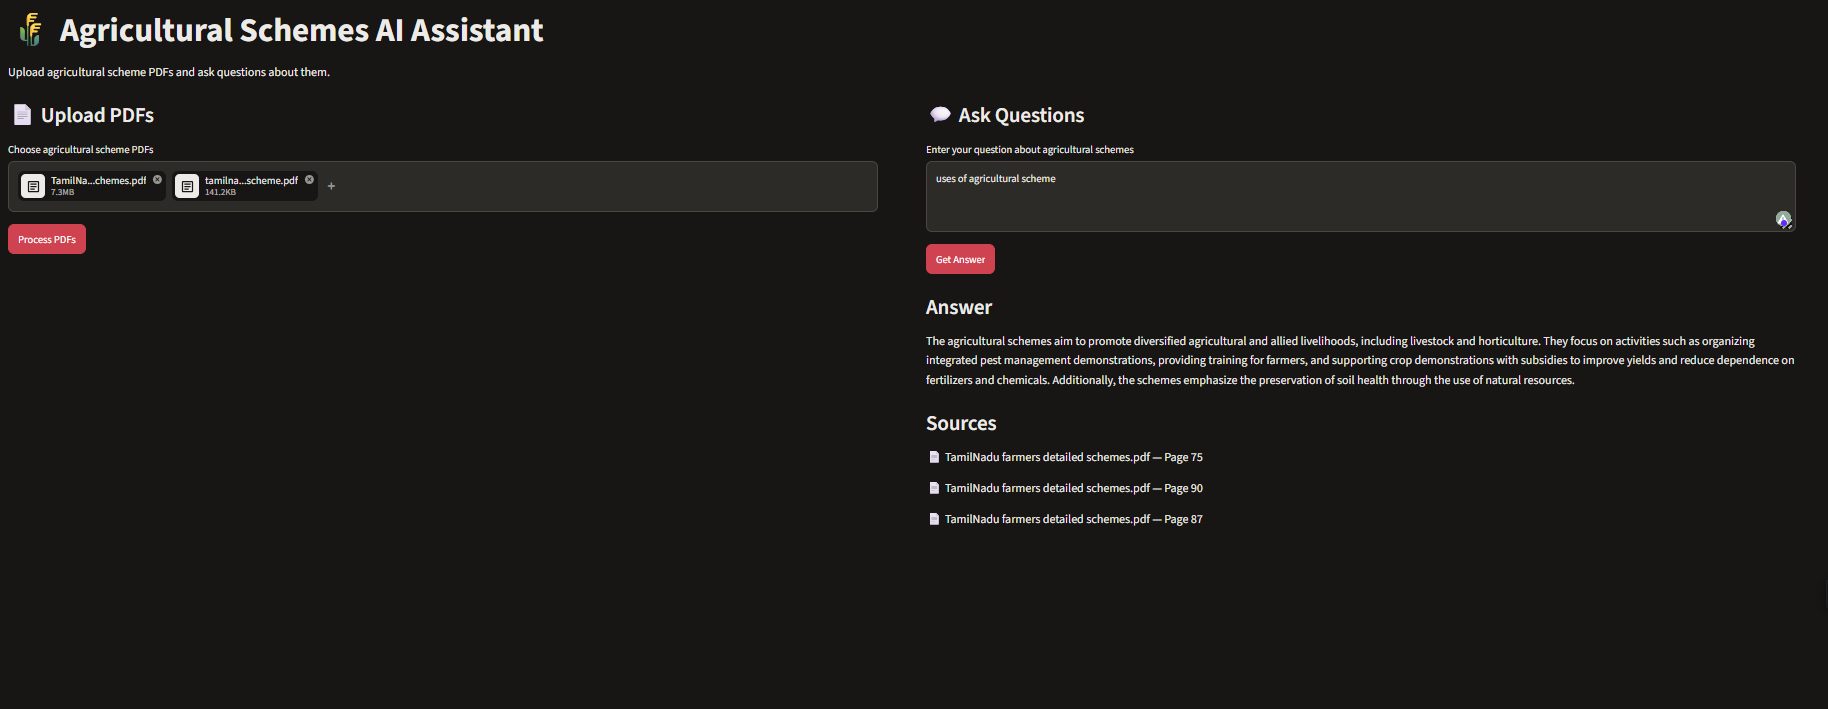 Agricultural Schemes AI Assistant
Upload agricultural scheme PDFs and ask questions about them.
Upload PDFs
Choose agricultural scheme PDFs
TamilNa...chemes.pdf
7.3MB
tamilna...scheme.pdf
141.2KB
+
Process PDFs
Ask Questions
Enter your question about agricultural schemes
uses of agricultural scheme
Get Answer
Answer
The agricultural schemes aim to promote diversified agricultural and allied livelihoods, including livestock and horticulture. They focus on activities such as organizing
integrated pest management demonstrations, providing training for farmers, and supporting crop demonstrations with subsidies to improve yields and reduce dependence on
fertilizers and chemicals. Additionally, the schemes emphasize the preservation of soil health through the use of natural resources.
Sources
TamilNadu farmers detailed schemes.pdf — Page 75
TamilNadu farmers detailed schemes.pdf — Page 90
TamilNadu farmers detailed schemes.pdf — Page 87